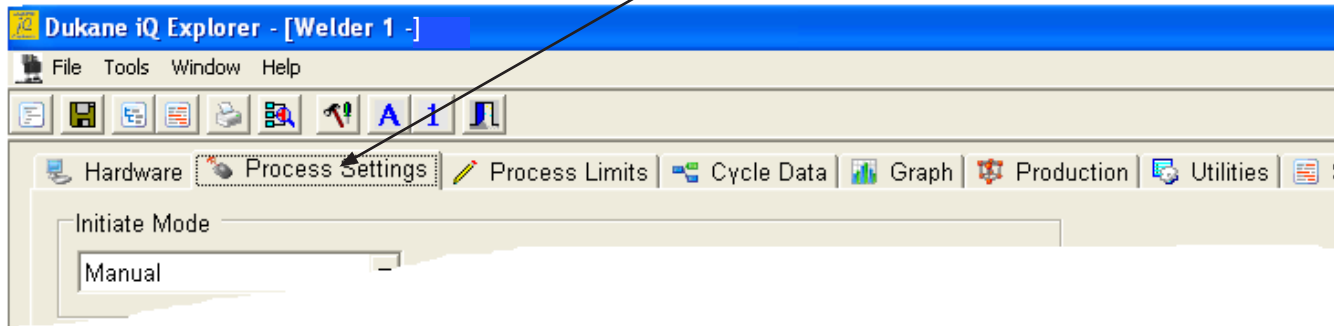 Dukane iQ Explorer - [Welder 1 -]
File Tools Window Help
A 1
Hardware Process Settings Process Limits Cycle Data Graph Production Utilities
Initiate Mode
Manual